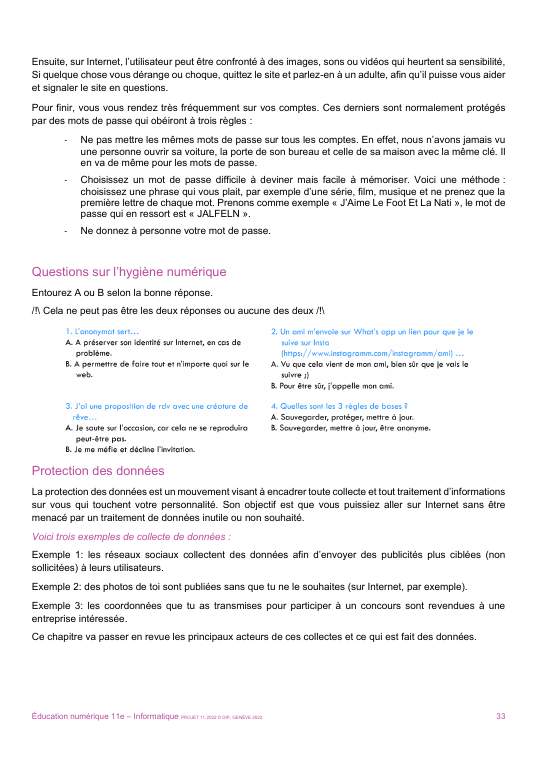 Ensuite, sur Internet, l'utilisateur peut être confronté à des images, sons ou vidéos qui heurtent sa sensibilité,
Si quelque chose vous dérange ou choque, quittez le site et parlez-en à un adulte, afin qu'il puisse vous aider
et signaler le site en questions.
Pour finir, vous vous rendez très fréquemment sur vos comptes. Ces derniers sont normalement protégés
par des mots de passe qui obéiront à trois règles :
- Ne pas mettre les mêmes mots de passe sur tous les comptes. En effet, nous n'avons jamais vu
une personne ouvrir sa voiture, la porte de son bureau et celle de sa maison avec la même clé. Il
en va de même pour les mots de passe.
- Choisissez un mot de passe difficile à deviner mais facile à mémoriser. Voici une méthode :
choisissez une phrase qui vous plait, par exemple d'une série, film, musique et ne prenez que la
première lettre de chaque mot. Prenons comme exemple « J'Aime Le Foot Et La Nati », le mot de
passe qui en ressort est « JALFELN ».
- Ne donnez à personne votre mot de passe.
Questions sur l'hygiène numérique
Entourez A ou B selon la bonne réponse.
/!\ Cela ne peut pas être les deux réponses ou aucune des deux /!\
1. L'anonymat sert...
A. A préserver son identité sur Internet, en cas de
problème.
B. A permettre de faire tout et n'importe quoi sur le
web.
2. Un ami m'envoie sur What's app un lien pour que je le
suive sur Insta
(https://www.instagramm.com/instagramm/ami) ...
A. Vu que cela vient de mon ami, bien sûr que je vais le
suivre ;)
B. Pour être sûr, j'appelle mon ami.
3. J'ai une proposition de rdv avec une créature de
rêve...
A. Je saute sur l'occasion, car cela ne se reproduira
peut-être pas.
B. Je me méfie et décline l'invitation.
4. Quelles sont les 3 règles de bases ?
A. Sauvegarder, protéger, mettre à jour.
B. Sauvegarder, mettre à jour, être anonyme.
Protection des données
La protection des données est un mouvement visant à encadrer toute collecte et tout traitement d'informations
sur vous qui touchent votre personnalité. Son objectif est que vous puissiez aller sur Internet sans être
menacé par un traitement de données inutile ou non souhaité.
Voici trois exemples de collecte de données :
Exemple 1: les réseaux sociaux collectent des données afin d'envoyer des publicités plus ciblées (non
sollicitées) à leurs utilisateurs.
Exemple 2: des photos de toi sont publiées sans que tu ne le souhaites (sur Internet, par exemple).
Exemple 3: les coordonnées que tu as transmises pour participer à un concours sont revendues à une
entreprise intéressée.
Ce chapitre va passer en revue les principaux acteurs de ces collectes et ce qui est fait des données.
Éducation numérique 11e – Informatique PROJET 11.2022 © DIP, GENÈVE 2022
33